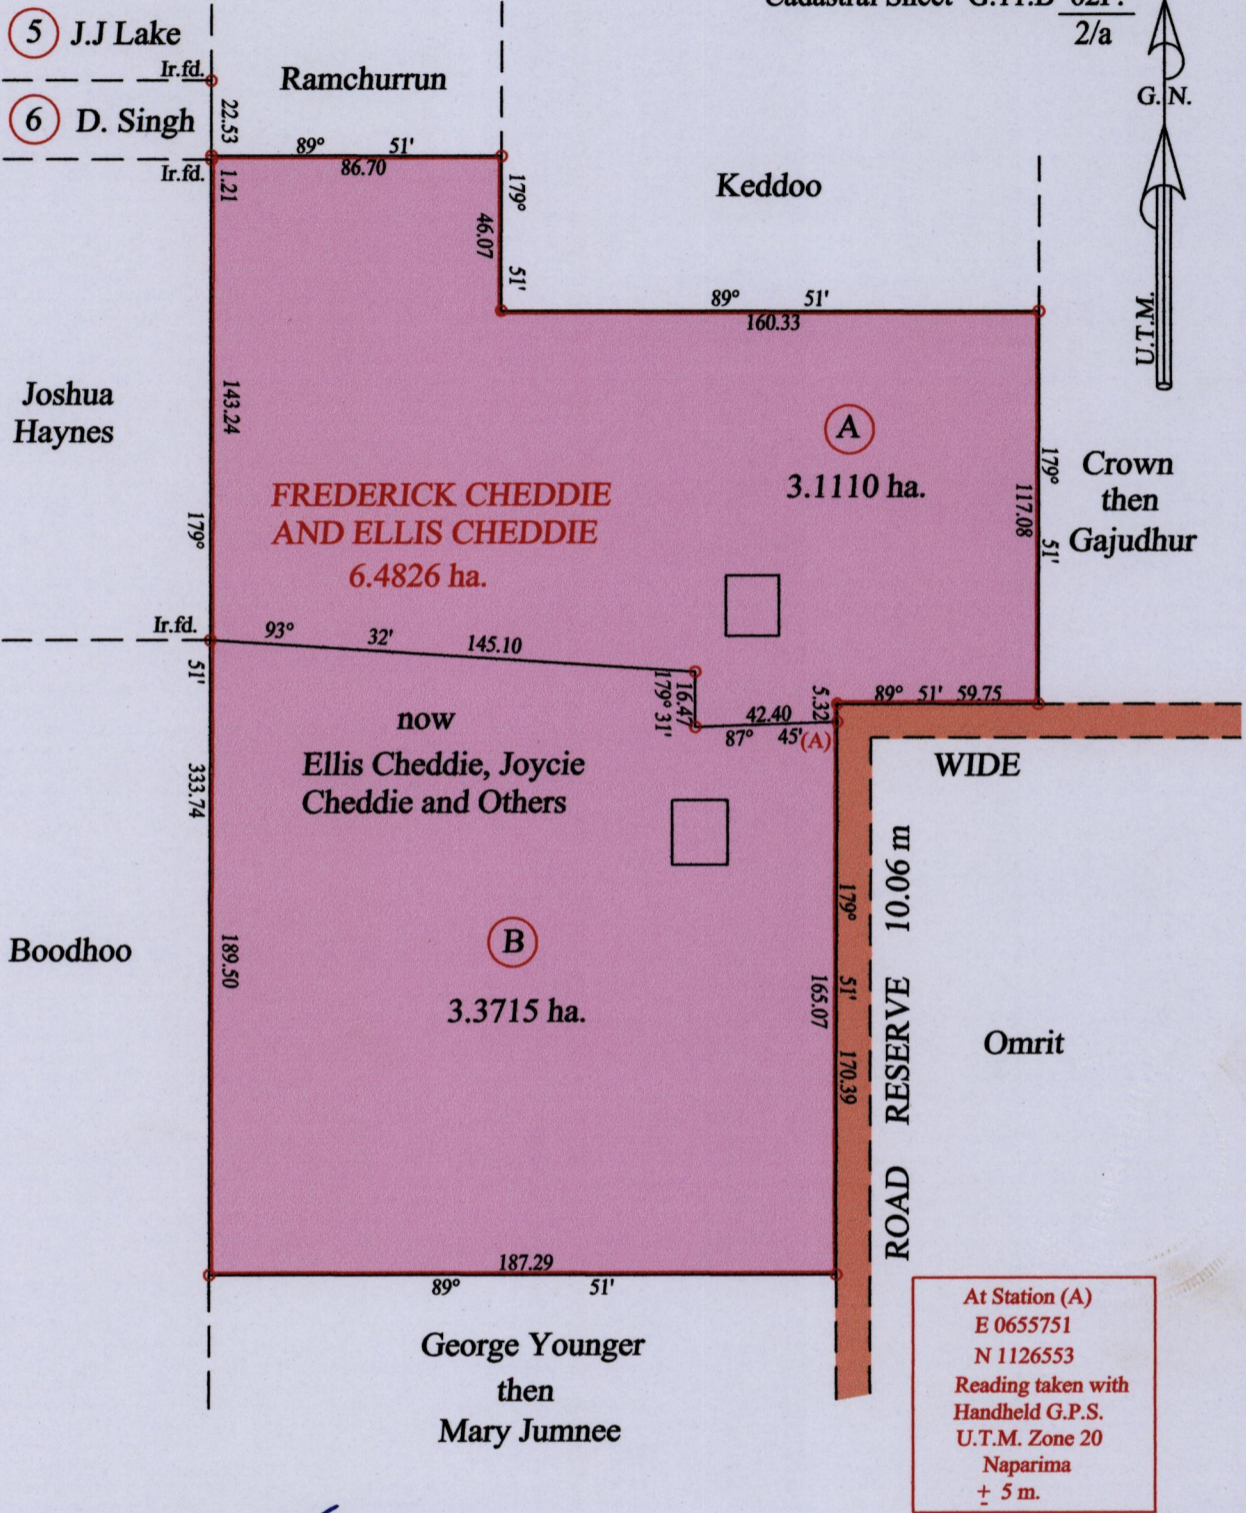 Cadastral Sheet G.11.B
2/a
5 J.J Lake
Ir.fd.
Ramchurrun
G. N.
6 D. Singh
22.53
89° 51'
86.70
Ir.fd.
1.21
179° 51'
46.07
Keddoo
89° 51'
160.33
U.T.M.
Joshua
Haynes
143.24
A
3.1110 ha.
179° 51'
117.08
Crown
then
Gajudhur
FREDERICK CHEDDIE
AND ELLIS CHEDDIE
6.4826 ha.
179° 51'
333.74
Ir.fd.
93° 32' 145.10
16.47
179° 31'
5.32
89° 51' 59.75
42.40
87° 45'
(A)
now
Ellis Cheddie, Joycie
Cheddie and Others
WIDE
ROAD RESERVE 10.06 m
179° 51' 170.39
165.07
Boodhoo
189.50
B
3.3715 ha.
Omrit
187.29
89° 51'
George Younger
then
Mary Jumnee
At Station (A)
E 0655751
N 1126553
Reading taken with
Handheld G.P.S.
U.T.M. Zone 20
Naparima
± 5 m.